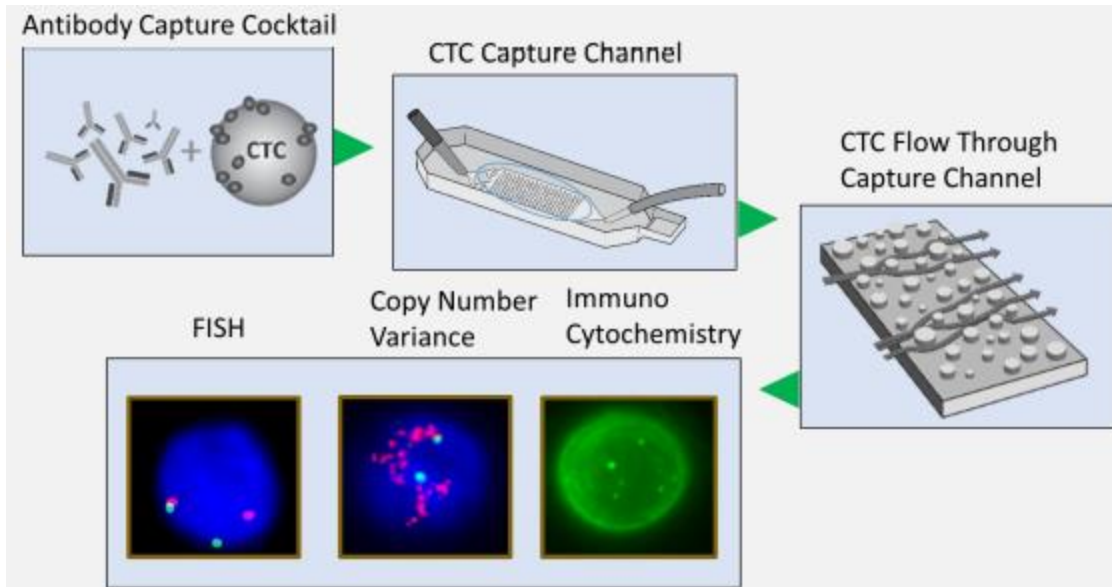 Antibody Capture Cocktail
CTC
CTC Capture Channel
CTC Flow Through
Capture Channel
FISH
Copy Number
Variance
Immuno
Cytochemistry